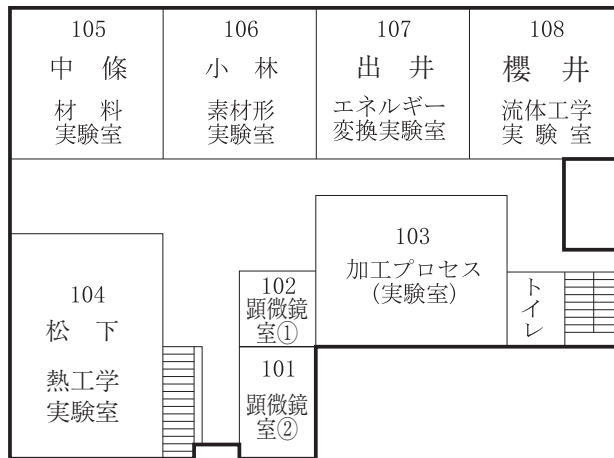 105
中 條
材 料
実験室
106
小 林
素材形
実験室
107
出 井
エネルギー
変換実験室
108
櫻 井
流体工学
実 験 室
103
加工プロセス
(実験室)
トイレ
102
顕微鏡
室①
101
顕微鏡
室②
104
松 下
熱工学
実験室